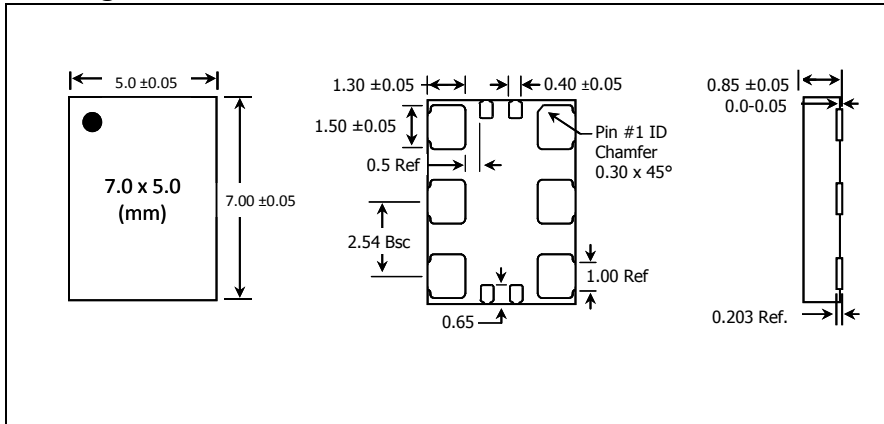 5.0 ±0.05
7.0 x 5.0
(mm)
7.00 ±0.05
1.30 ±0.05
0.40 ±0.05
1.50 ±0.05
0.5 Ref
2.54 Bsc
Pin #1 ID
Chamfer
0.30 x 45°
1.00 Ref
0.65
0.85 ±0.05
0.0-0.05
0.203 Ref.